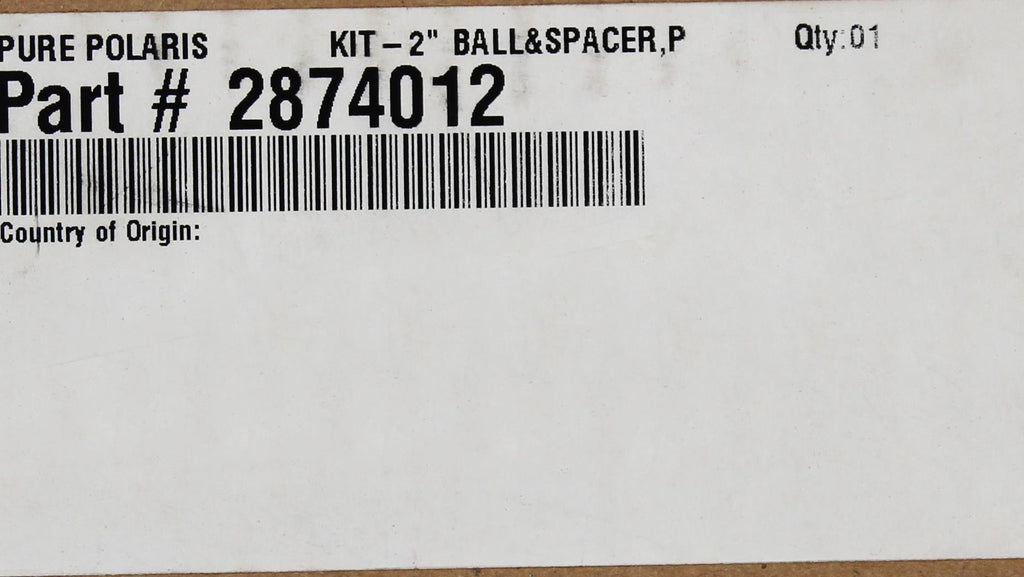 PURE POLARIS KIT - 2" BALL&SPACER,P Qty:01
Part # 2874012
Country of Origin: